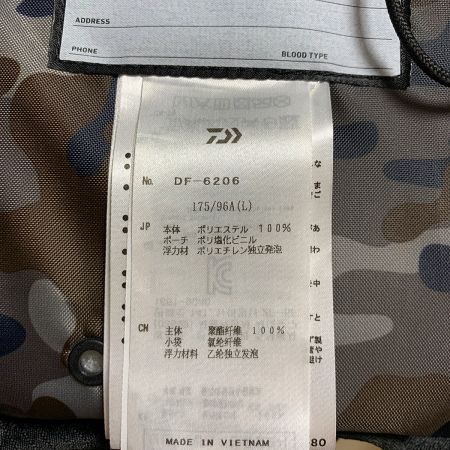 ADDRESS
PHONE
BLOOD TYPE
No. DF-6206
175/96A(L)
JP 本体 ポリエステル 100%
ポーチ ポリ塩化ビニル
浮力材 ポリエチレン独立発泡
CN 主体 聚酯纤维 100%
小袋 氯纶纤维
浮力材料 乙纶独立发泡
MADE IN VIETNAM
80